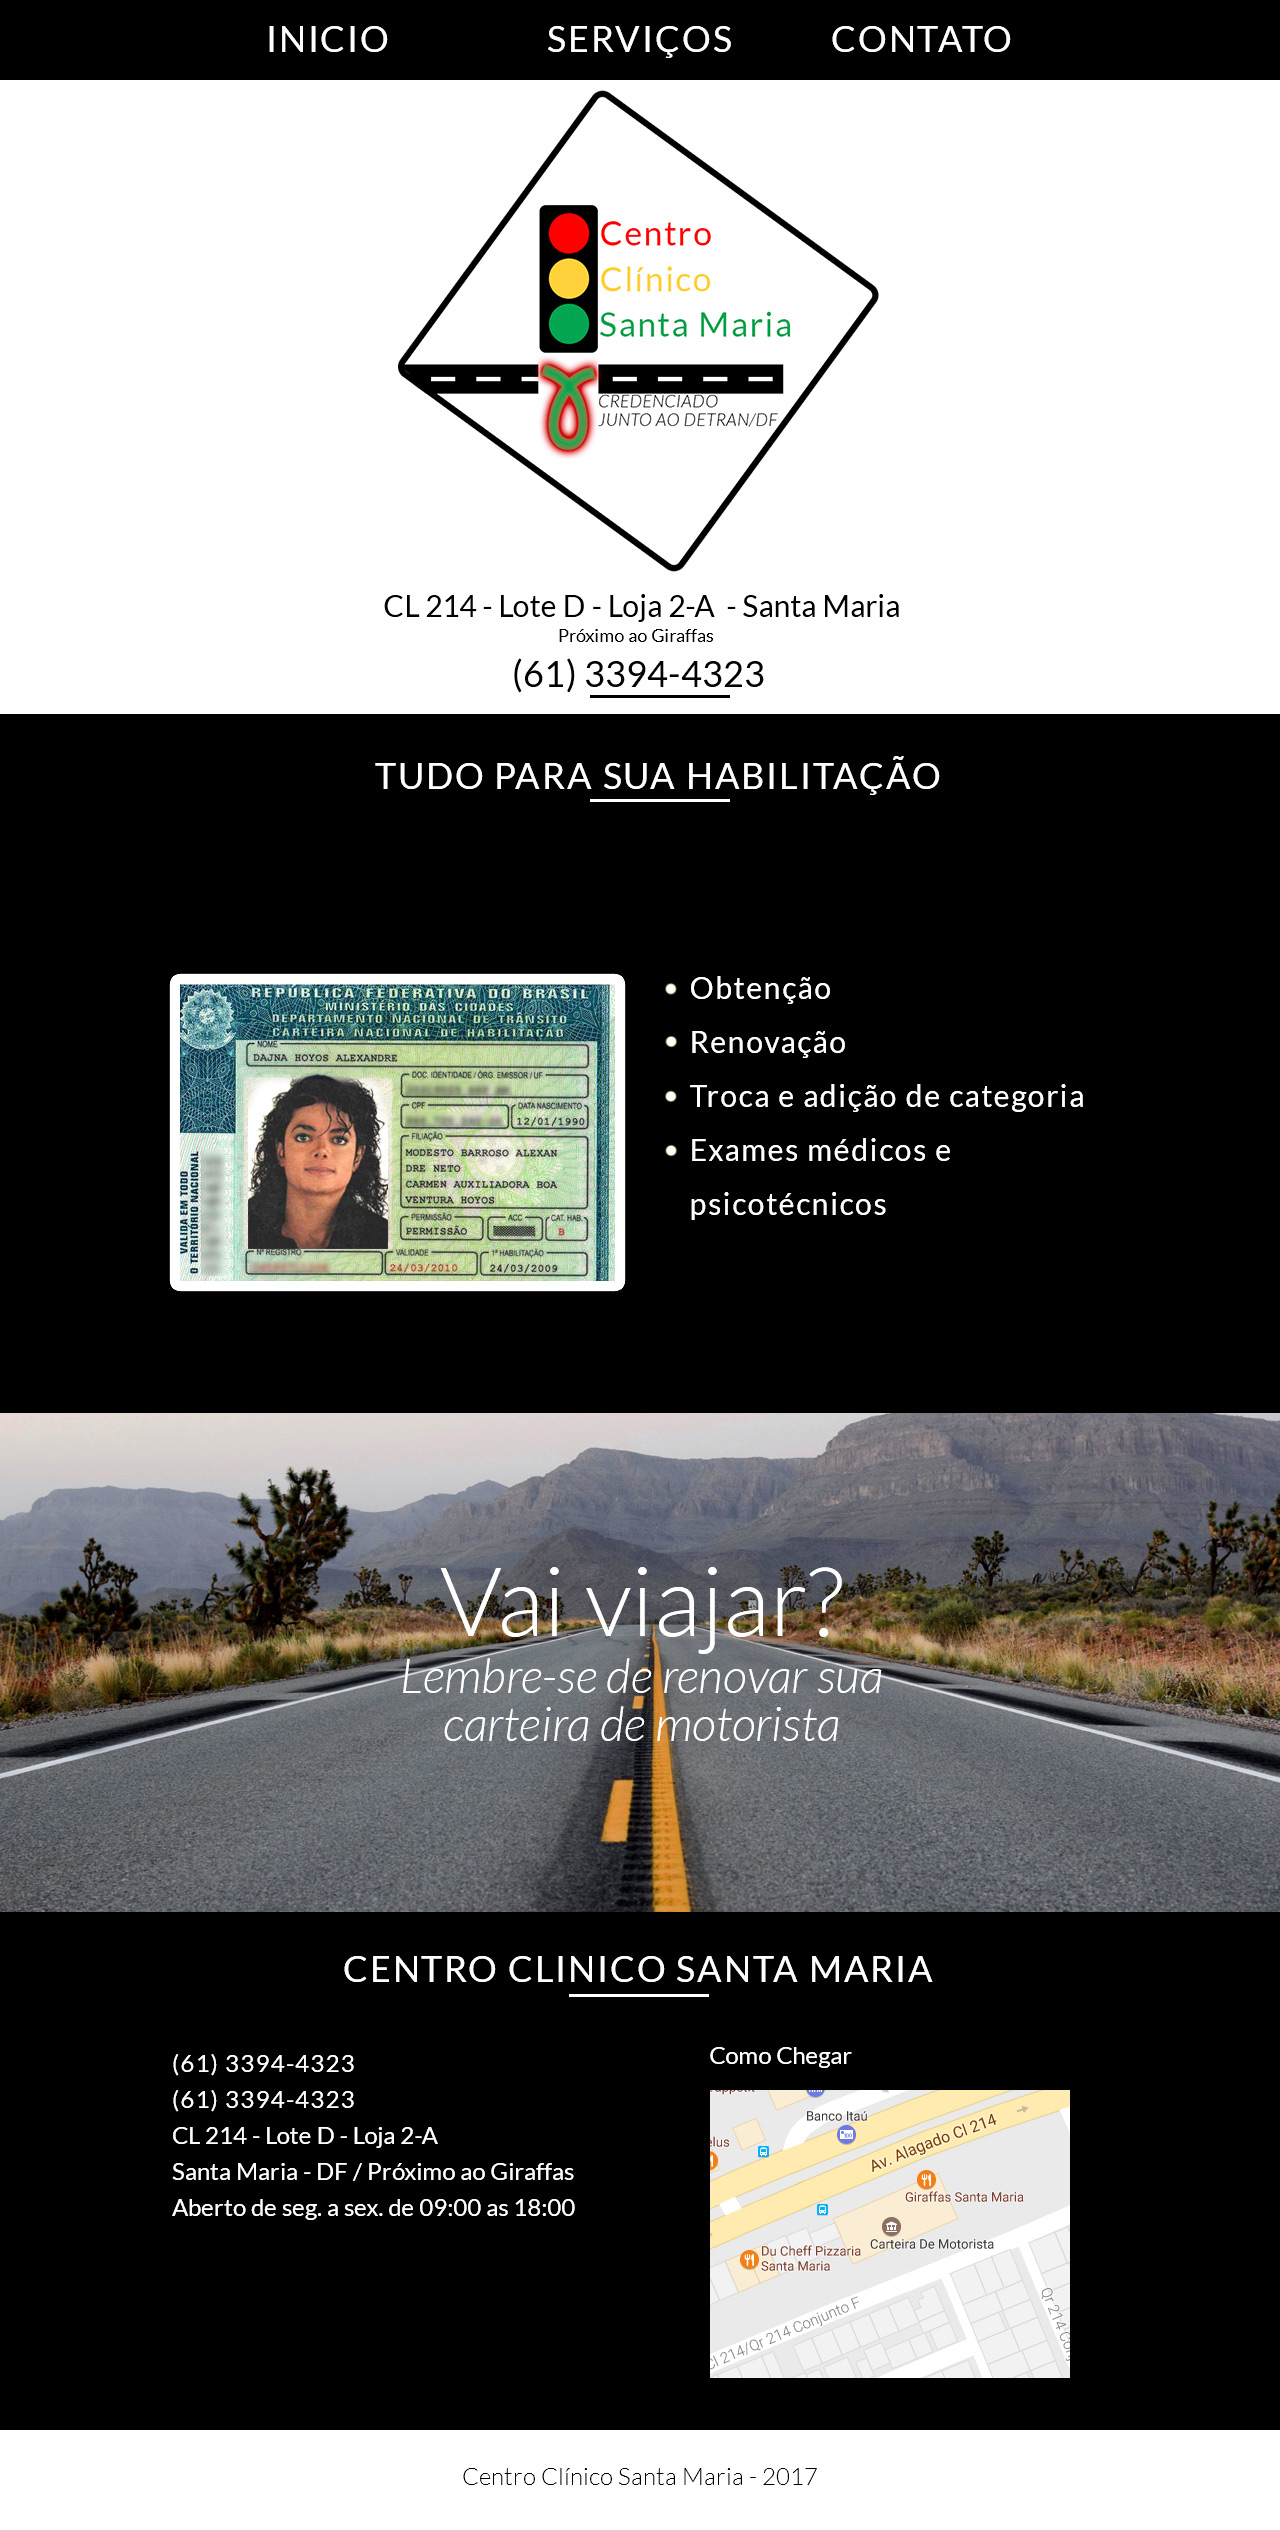 INICIO
SERVIÇOS
CONTATO
Centro
Clínico
Santa Maria
CREDENCIADO
JUNTO AO DETRAN/DF
CL 214 - Lote D - Loja 2-A - Santa Maria
Próximo ao Giraffas
(61) 3394-4323
TUDO PARA SUA HABILITAÇÃO
REPÚBLICA FEDERATIVA DO BRASIL
MINISTÉRIO DAS CIDADES
DEPARTAMENTO NACIONAL DE TRÂNSITO
CARTEIRA NACIONAL DE HABILITAÇÃO
NOME
DAJNA HOYOS ALEXANDRE
DOC. IDENTIDADE / ÓRG. EMISSOR / UF
CPF
DATA NASCIMENTO
12/01/1990
FILIAÇÃO
MODESTO BARROSO ALEXAN
DRE NETO
CARMEN AUXILIADORA BOA
VENTURA HOYOS
PERMISSÃO
ACC
CAT. HAB.
PERMISSÃO
B
Nº REGISTRO
VALIDADE
1ª HABILITAÇÃO
24/03/2010
24/03/2009
VALIDA EM TODO
O TERRITÓRIO NACIONAL
Obtenção
Renovação
Troca e adição de categoria
Exames médicos e
psicotécnicos
Vai viajar?
Lembre-se de renovar sua
carteira de motorista
CENTRO CLINICO SANTA MARIA
(61) 3394-4323
(61) 3394-4323
CL 214 - Lote D - Loja 2-A
Santa Maria - DF / Próximo ao Giraffas
Aberto de seg. a sex. de 09:00 as 18:00
Como Chegar
Banco Itaú
elus
Av. Alagado Cl 214
Giraffas Santa Maria
Carteira De Motorista
Du Cheff Pizzaria
Santa Maria
Cl 214/Qr 214 Conjunto F
Qr 214 Conj
Centro Clínico Santa Maria - 2017